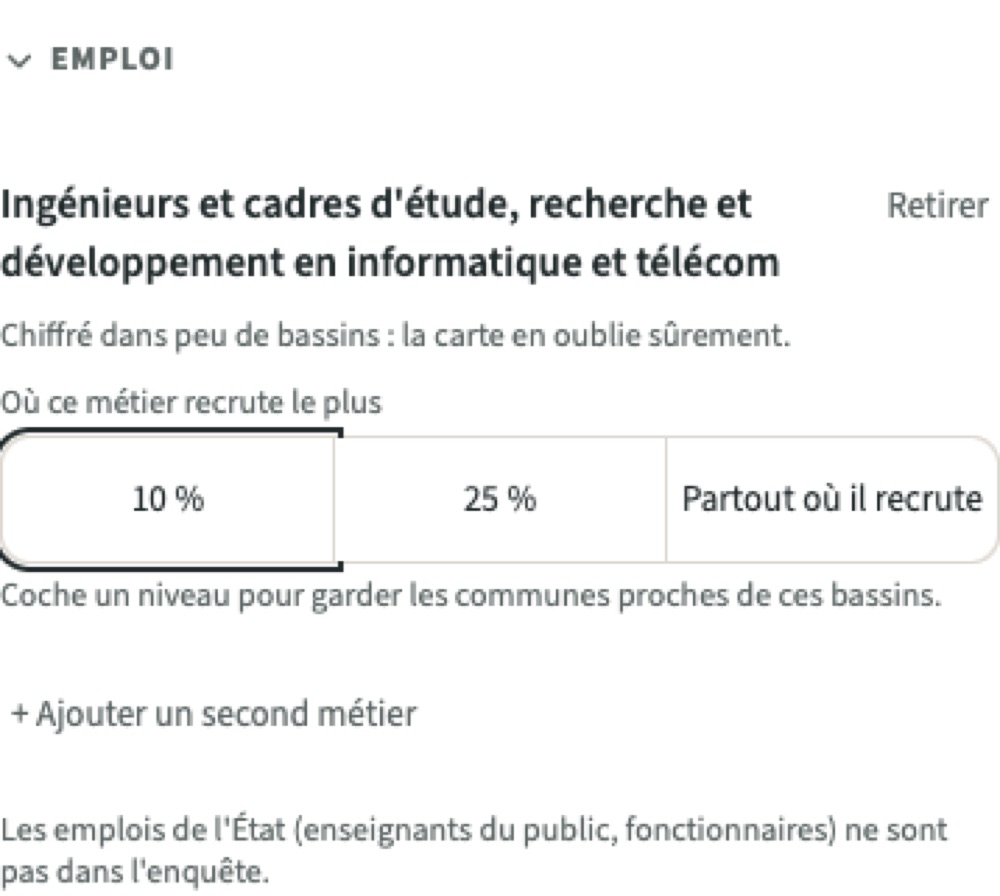 EMPLOI
Ingénieurs et cadres d'étude, recherche et
Retirer
développement en informatique et télécom
Chiffré dans peu de bassins : la carte en oublie sûrement.
Où ce métier recrute le plus
10 %
25 %
Partout où il recrute
Coche un niveau pour garder les communes proches de ces bassins.
+ Ajouter un second métier
Les emplois de l'État (enseignants du public, fonctionnaires) ne sont
pas dans l'enquête.